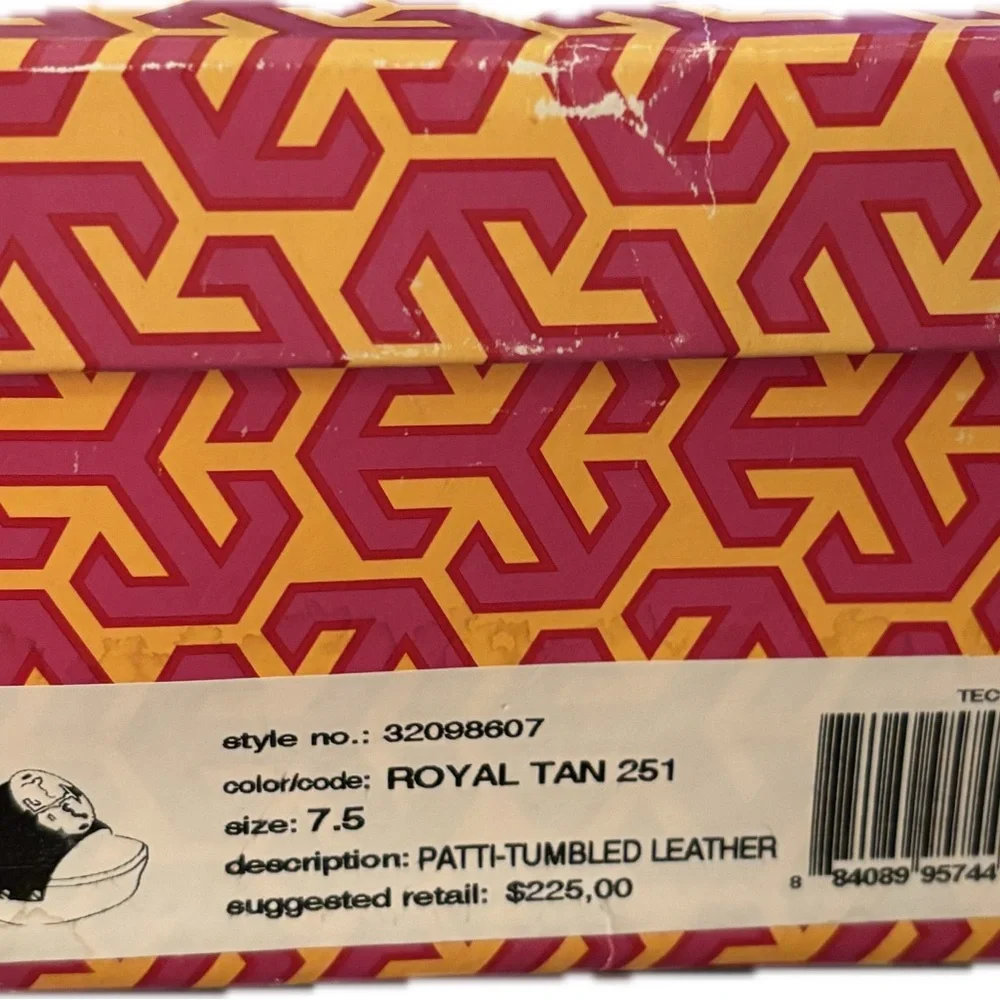 style no.: 32098607
color/code: ROYAL TAN 251
size: 7.5
description: PATTI-TUMBLED LEATHER
suggested retail: $225,00
TEC
8 84089 95744